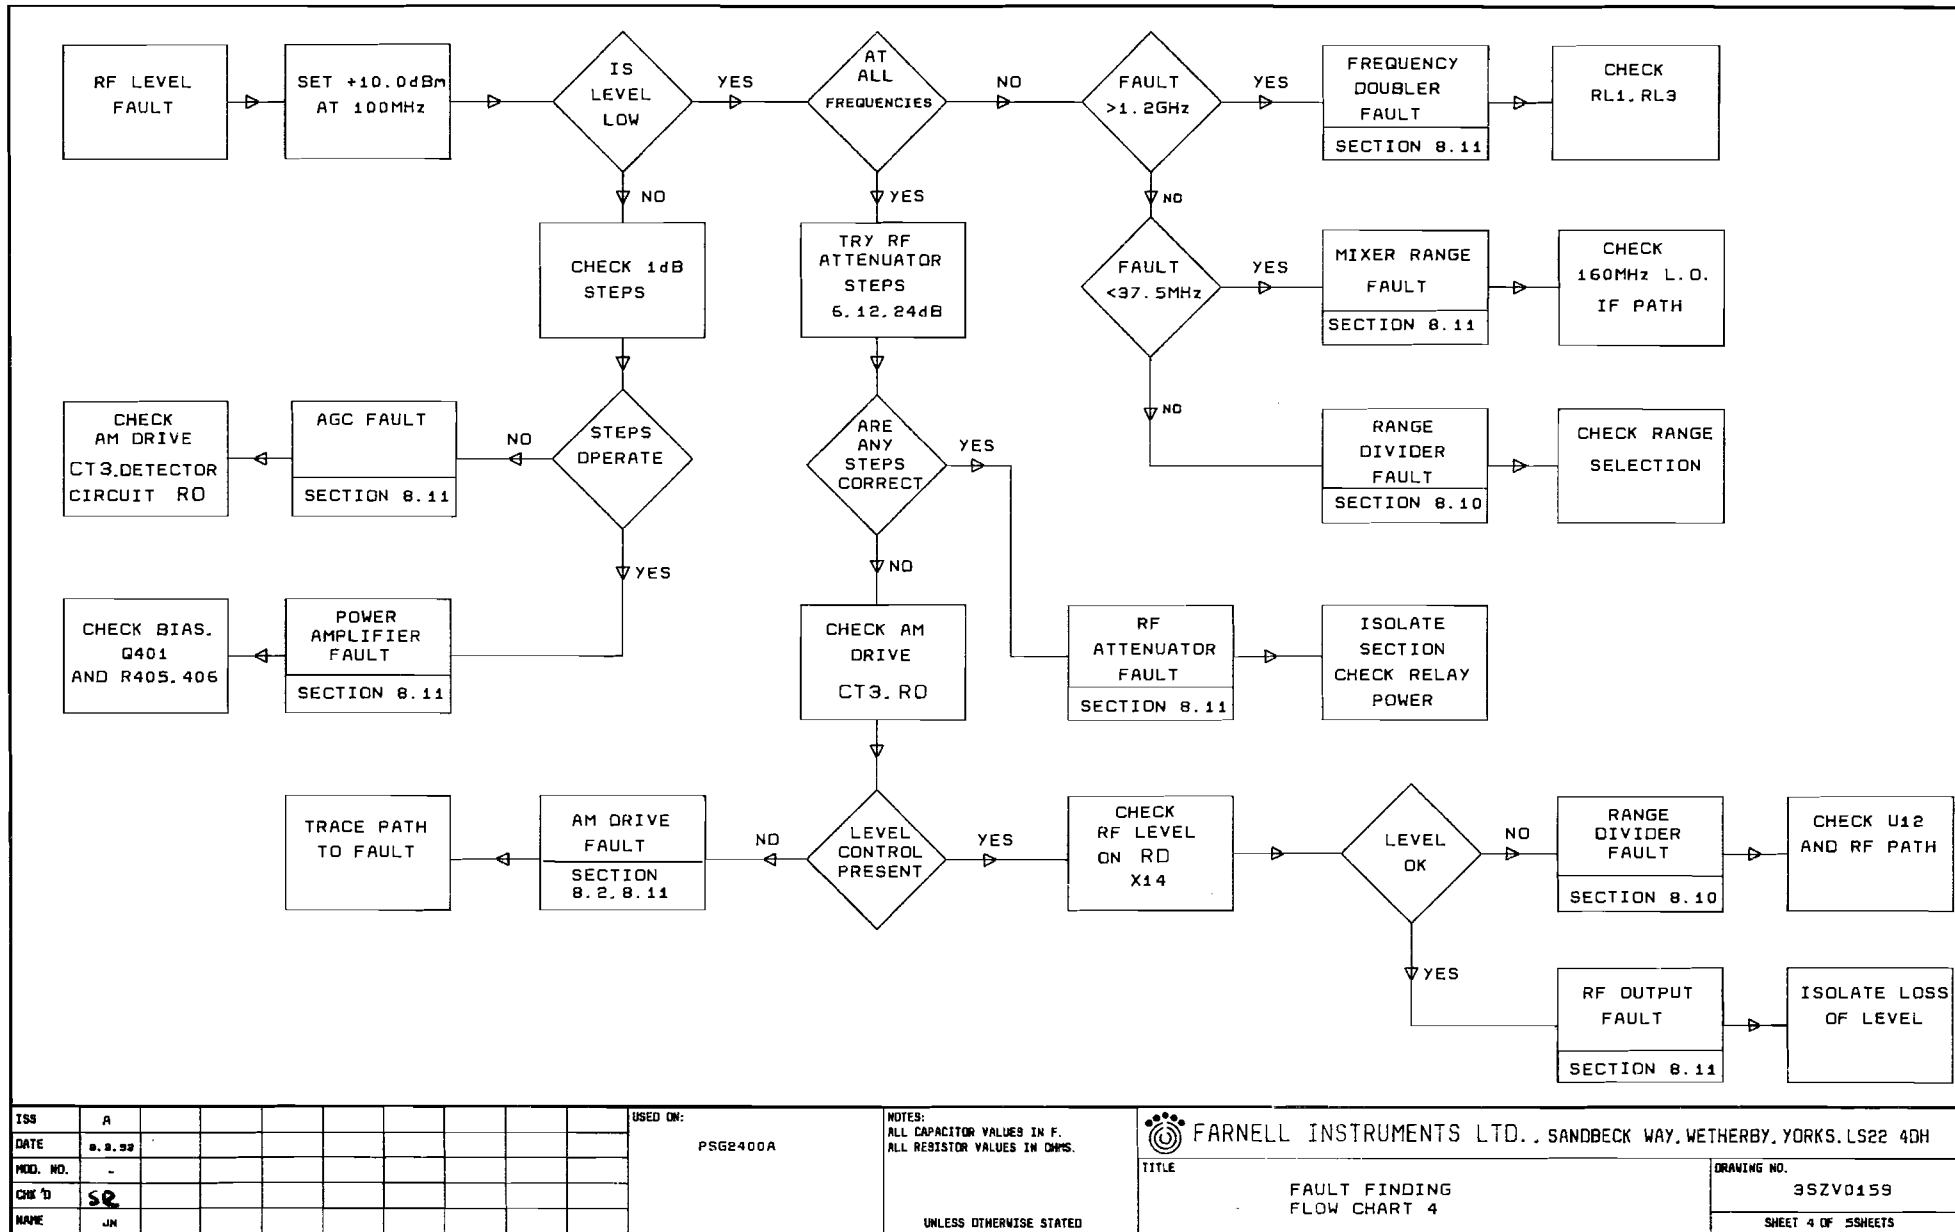 RF LEVEL
FAULT
SET +10.0dBm
AT 100MHz
IS
LEVEL
LOW
YES
AT
ALL
FREQUENCIES
NO
FAULT
>1.2GHz
YES
FREQUENCY
DOUBLER
FAULT
SECTION 8.11
CHECK
RL1.RL3
NO
YES
NO
CHECK 1dB
STEPS
TRY RF
ATTENUATOR
STEPS
6.12.24dB
FAULT
<37.5MHz
YES
MIXER RANGE
FAULT
SECTION 8.11
CHECK
160MHz L.O.
IF PATH
NO
CHECK
AM DRIVE
CT3.DETECTOR
CIRCUIT RO
AGC FAULT
SECTION 8.11
NO
STEPS
OPERATE
ARE
ANY
STEPS
CORRECT
YES
RANGE
DIVIDER
FAULT
SECTION 8.10
CHECK RANGE
SELECTION
YES
NO
CHECK BIAS.
Q401
AND R405.406
POWER
AMPLIFIER
FAULT
SECTION 8.11
CHECK AM
DRIVE
CT3.RO
RF
ATTENUATOR
FAULT
SECTION 8.11
ISOLATE
SECTION
CHECK RELAY
POWER
TRACE PATH
TO FAULT
AM DRIVE
FAULT
SECTION
8.2.8.11
NO
LEVEL
CONTROL
PRESENT
YES
CHECK
RF LEVEL
ON RD
X14
LEVEL
OK
NO
RANGE
DIVIDER
FAULT
SECTION 8.10
CHECK U12
AND RF PATH
YES
RF OUTPUT
FAULT
SECTION 8.11
ISOLATE LOSS
OF LEVEL
ISS A
DATE
MOD. NO. -
CHK'D SR
NAME JN
USED ON:
PSG2400A
NOTES:
ALL CAPACITOR VALUES IN F.
ALL RESISTOR VALUES IN OHMS.
UNLESS OTHERWISE STATED
FARNELL INSTRUMENTS LTD., SANDBECK WAY, WETHERBY, YORKS. LS22 4DH
TITLE
FAULT FINDING
FLOW CHART 4
DRAWING NO.
3SZV0159
SHEET 4 OF 5SHEETS